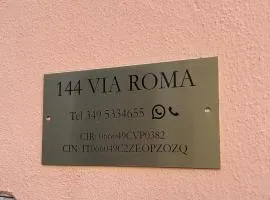 144 VIA ROMA
Tel 349 5334655
CIR: 066049CVP0382
CIN: IT066049C2ZEOPZOZQ